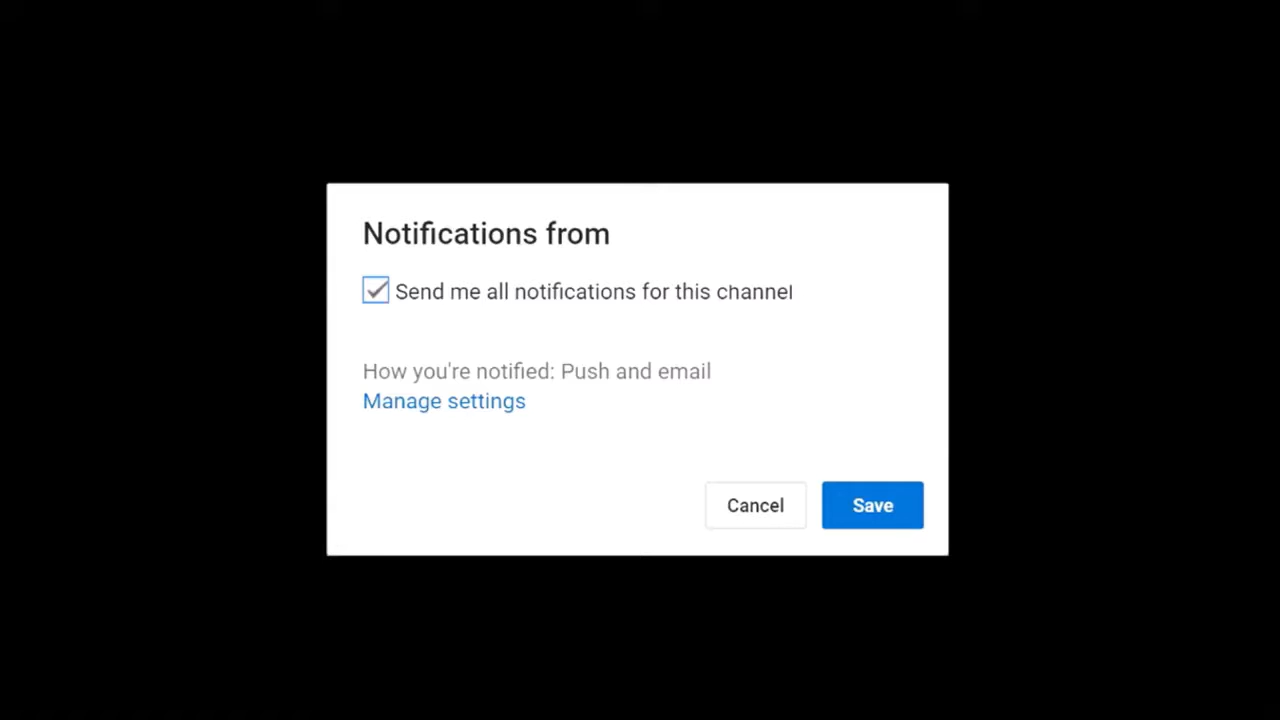 Notifications from
Send me all notifications for this channel
How you're notified: Push and email
Manage settings
Cancel
Save